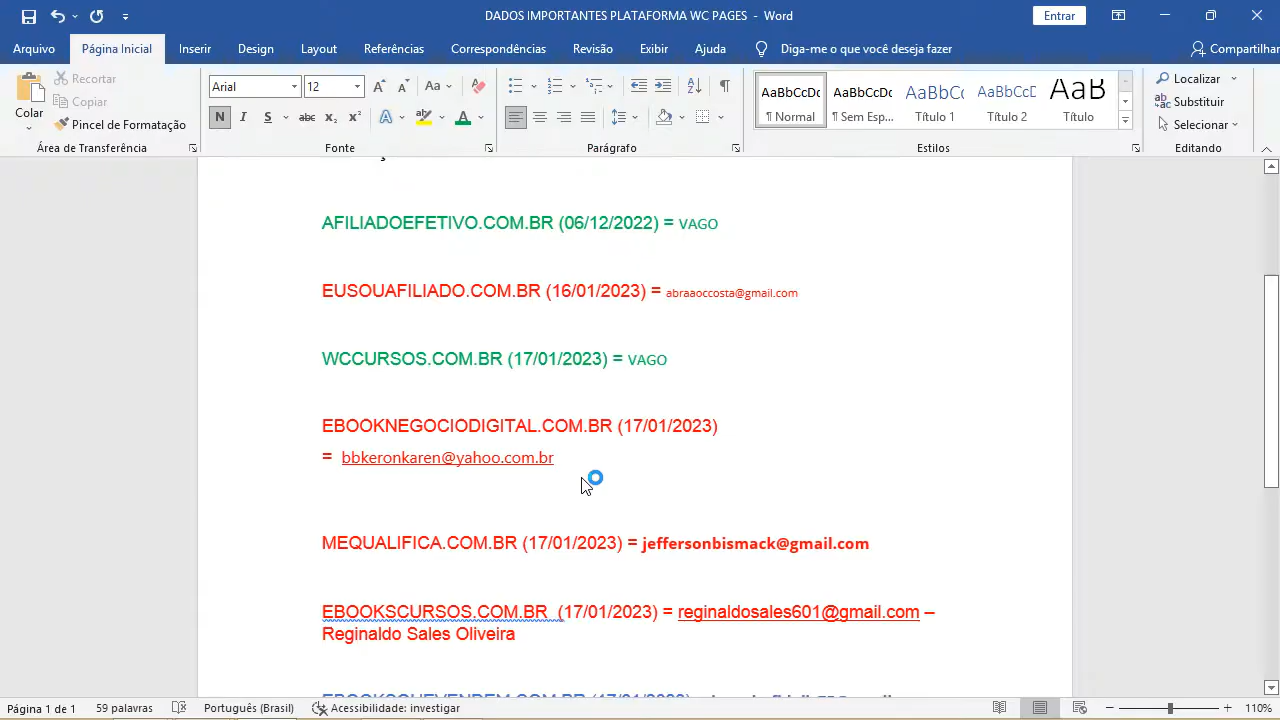 DADOS IMPORTANTES PLATAFORMA WC PAGES - Word
Entrar
Arquivo Página Inicial Inserir Design Layout Referências Correspondências Revisão Exibir Ajuda Diga-me o que você deseja fazer Compartilhar
Colar
Recortar
Copiar
Pincel de Formatação
Área de Transferência
Arial 12
N I S abc X₂ X²
Fonte
Parágrafo
AaBbCcDc AaBbCcDc AaBbCc AaBbCcE AaB
¶ Normal ¶ Sem Esp... Título 1 Título 2 Título
Estilos
Localizar
Substituir
Selecionar
Editando
AFILIADOEFETIVO.COM.BR (06/12/2022) = VAGO
EUSOUAFILIADO.COM.BR (16/01/2023) = abraaoccosta@gmail.com
WCCURSOS.COM.BR (17/01/2023) = VAGO
EBOOKNEGOCIODIGITAL.COM.BR (17/01/2023)
= bbkeronkaren@yahoo.com.br
MEQUALIFICA.COM.BR (17/01/2023) = jeffersonbismack@gmail.com
EBOOKSCURSOS.COM.BR (17/01/2023) = reginaldosales601@gmail.com –
Reginaldo Sales Oliveira
Página 1 de 1 59 palavras Português (Brasil) Acessibilidade: investigar 110%